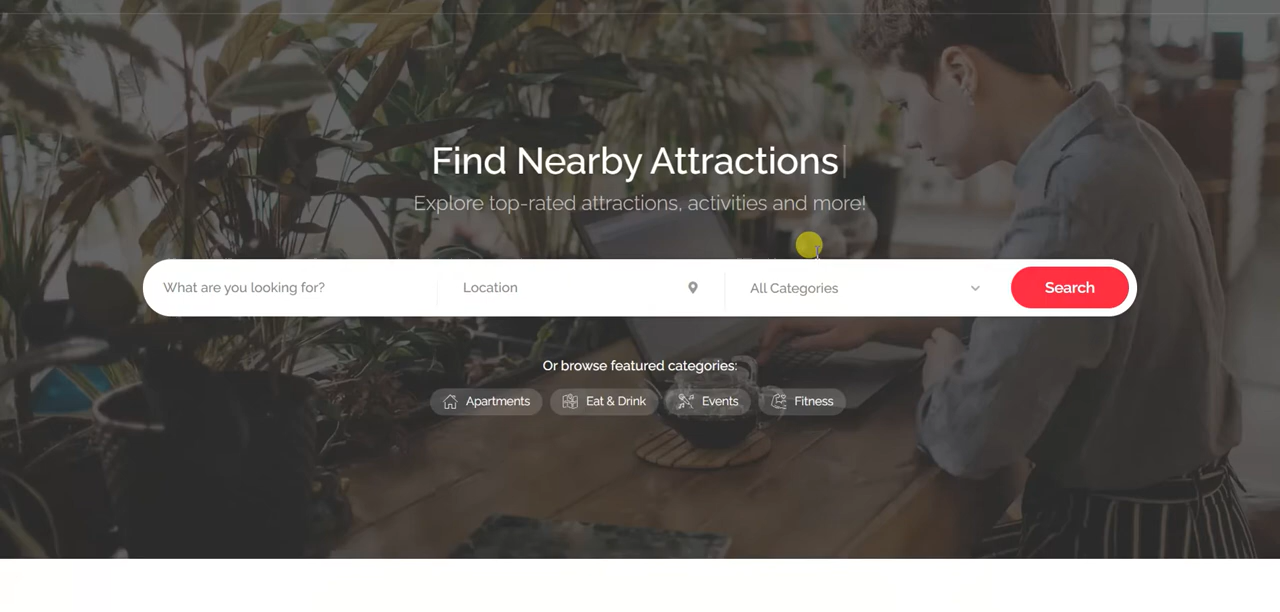 Find Nearby Attractions
Explore top-rated attractions, activities and more!
What are you looking for? Location All Categories Search
Or browse featured categories:
Apartments Eat & Drink Events Fitness